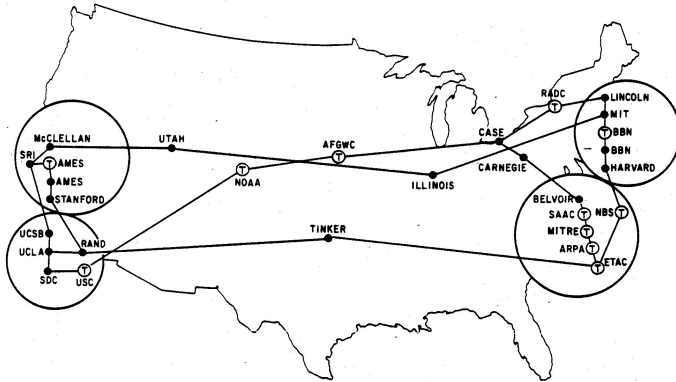 RADC
LINCOLN
MIT
T
T
BBN
BBN
HARVARD
McCLELLAN
UTAH
AFGWC
T
CASE
CARNEGIE
SRI
T
AMES
AMES
STANFORD
T
NOAA
ILLINOIS
BELVOIR
SAAC
T
NBS
T
MITRE
T
ARPA
T
ETAC
T
UCSB
UCLA
RAND
TINKER
SDC
T
USC